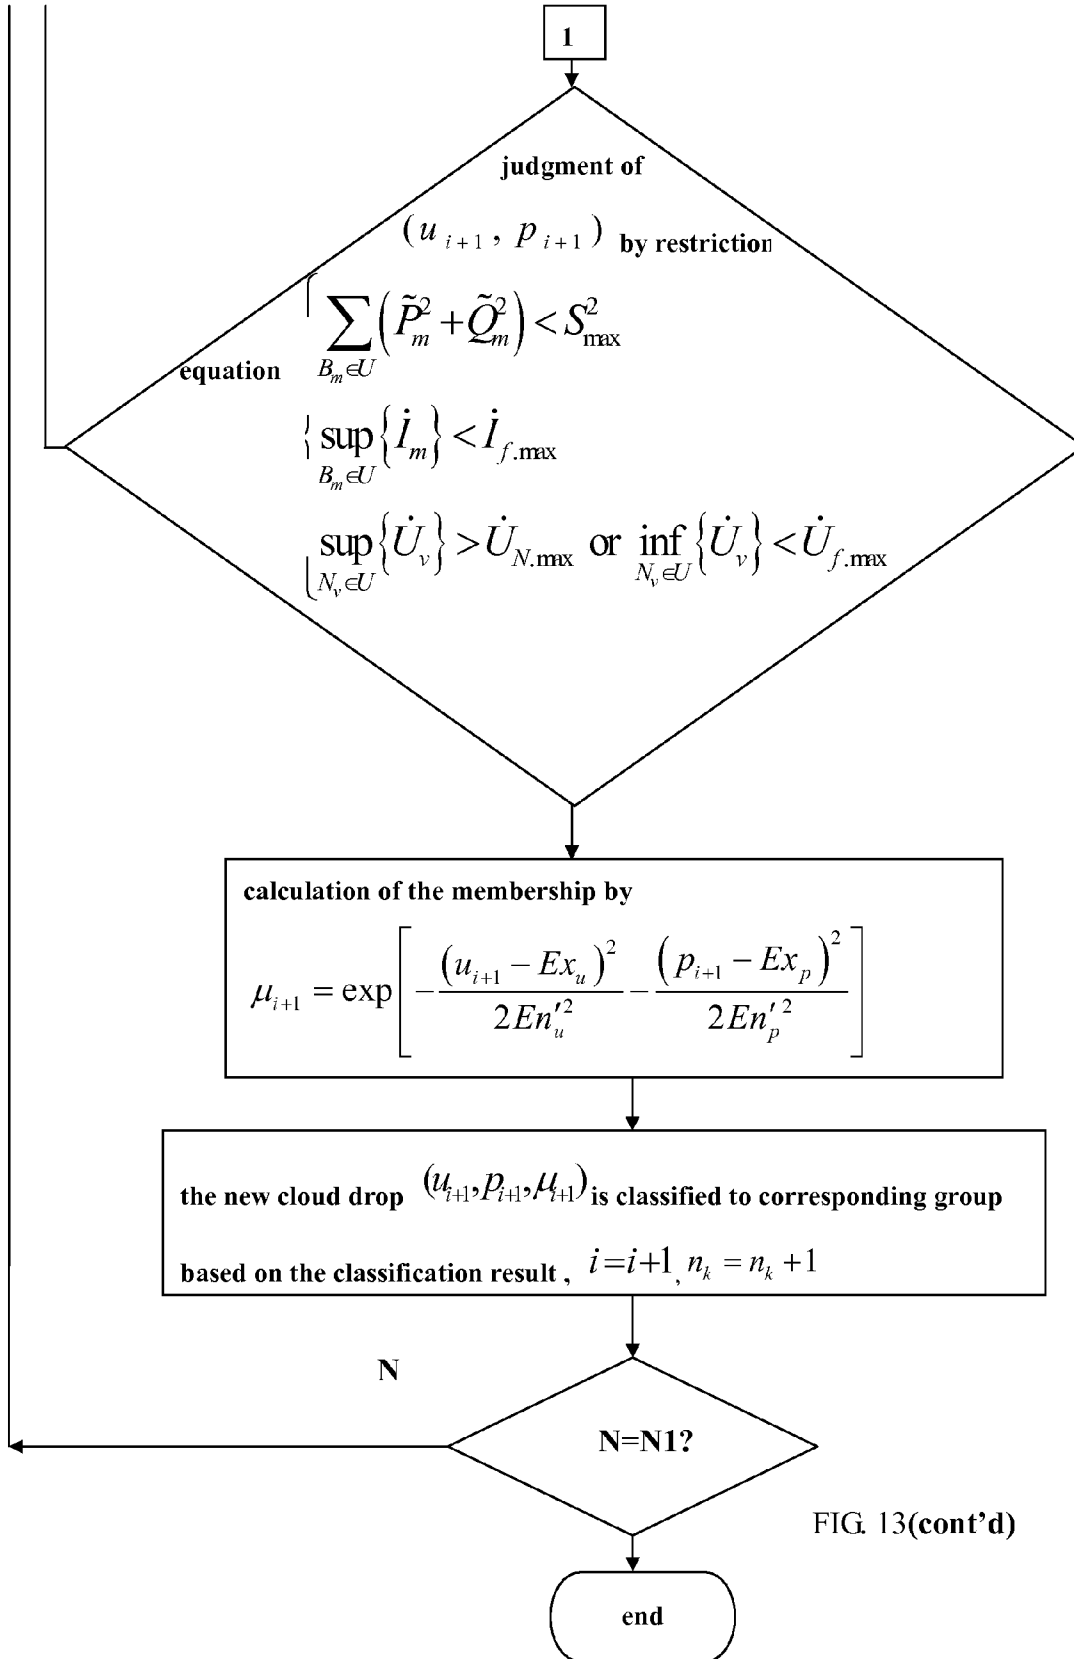 1
judgment of
(u_{i+1}, p_{i+1}) by restriction
equation
∑_{B_m∈U} (P̃_m^2 + Q̃_m^2) < S_max^2
sup_{B_m∈U} {İ_m} < İ_{f.max}
sup_{N_v∈U} {U̇_v} > U̇_{N.max} or inf_{N_v∈U} {U̇_v} < U̇_{f.max}
calculation of the membership by
μ_{i+1} = exp[ -(u_{i+1} - Ex_u)^2 / 2En'_u^2 - (p_{i+1} - Ex_p)^2 / 2En'_p^2 ]
the new cloud drop (u_{i+1}, p_{i+1}, μ_{i+1}) is classified to corresponding group
based on the classification result , i=i+1, n_k = n_k + 1
N
N=N1?
FIG. 13(cont'd)
end